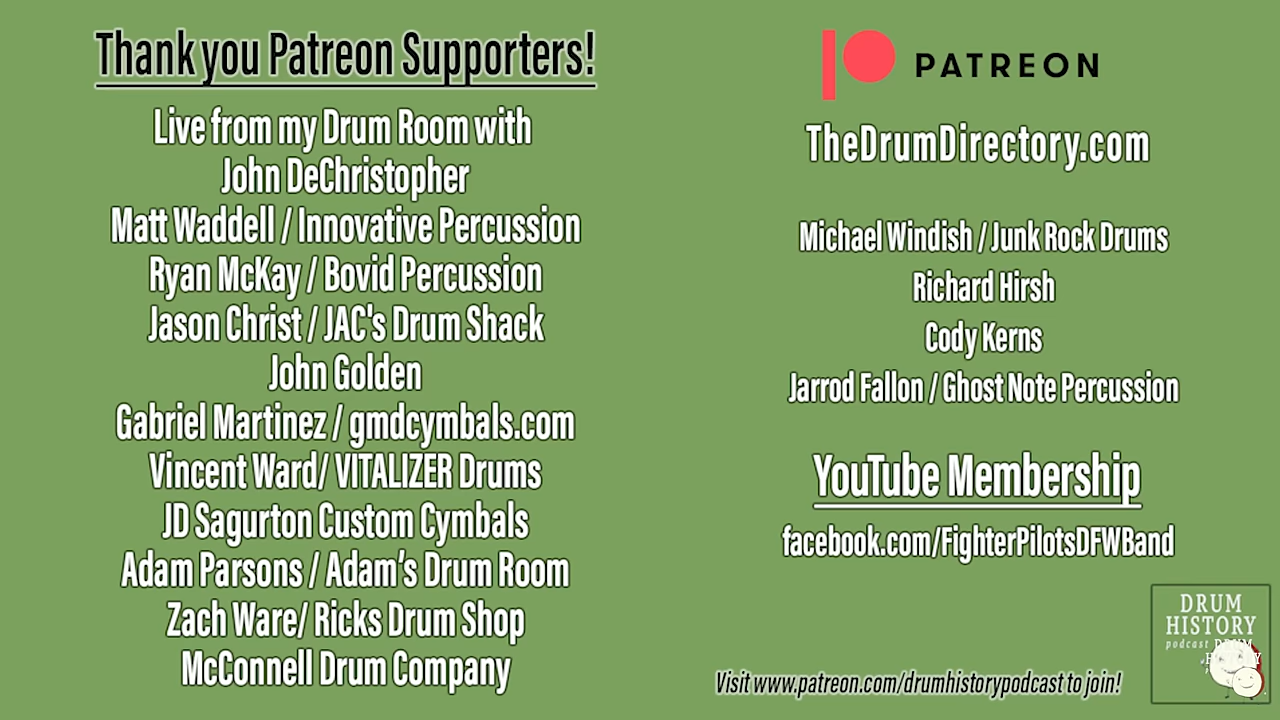 Thank you Patreon Supporters!
Live from my Drum Room with
John DeChristopher
Matt Waddell / Innovative Percussion
Ryan McKay / Bovid Percussion
Jason Christ / JAC's Drum Shack
John Golden
Gabriel Martinez / gmdcymbals.com
Vincent Ward/ VITALIZER Drums
JD Sagurton Custom Cymbals
Adam Parsons / Adam's Drum Room
Zach Ware/ Ricks Drum Shop
McConnell Drum Company
PATREON
TheDrumDirectory.com
Michael Windish / Junk Rock Drums
Richard Hirsh
Cody Kerns
Jarrod Fallon / Ghost Note Percussion
YouTube Membership
facebook.com/FighterPilotsDFWBand
Visit www.patreon.com/drumhistorypodcast to join!
DRUM
HISTORY
podcast
DRUM